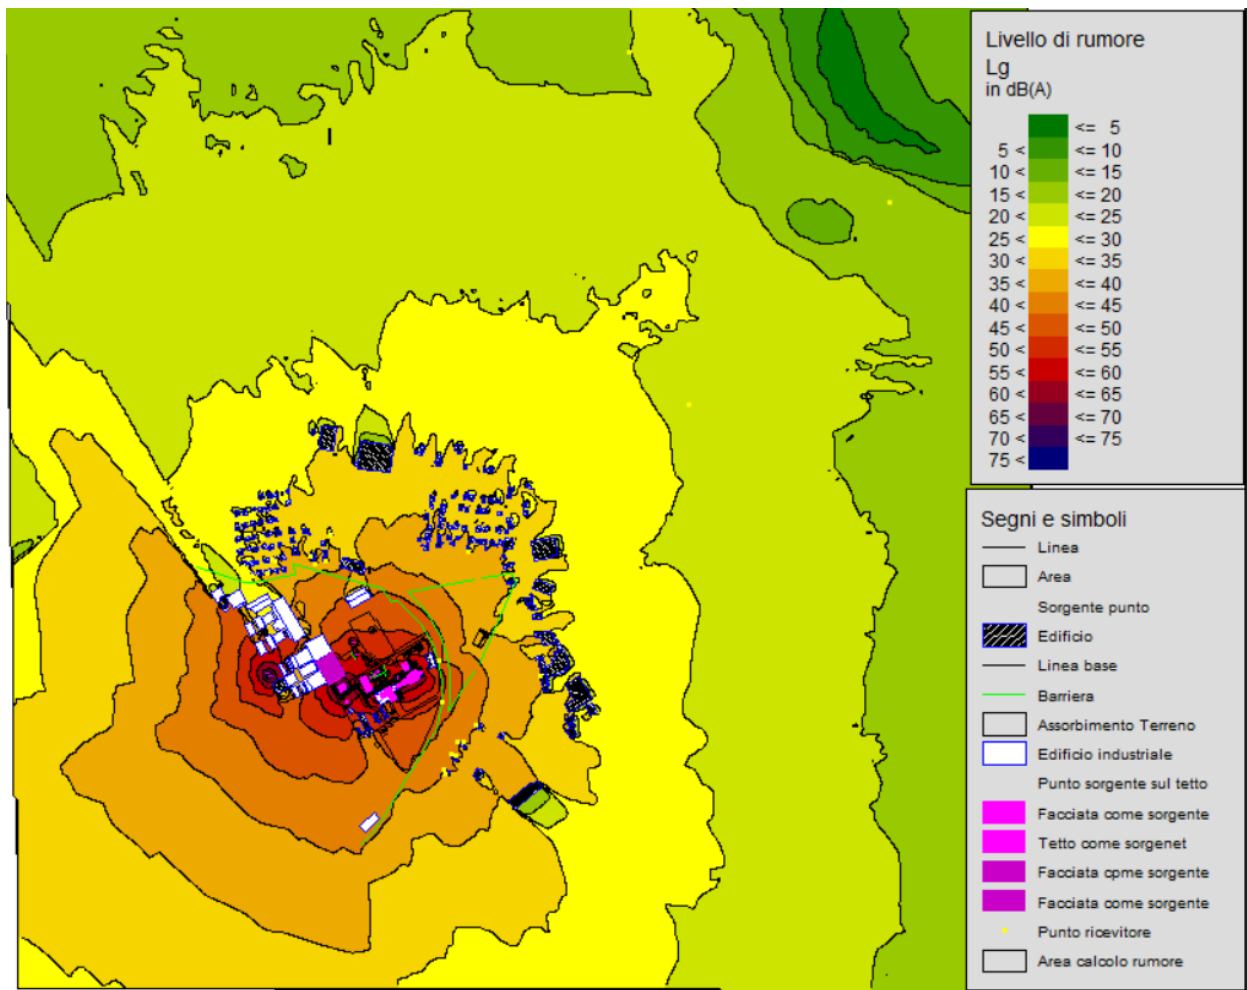 Livello di rumore
Lg
in dB(A)
<= 5
5 < <= 10
10 < <= 15
15 < <= 20
20 < <= 25
25 < <= 30
30 < <= 35
35 < <= 40
40 < <= 45
45 < <= 50
50 < <= 55
55 < <= 60
60 < <= 65
65 < <= 70
70 < <= 75
75 <
Segni e simboli
Linea
Area
Sorgente punto
Edificio
Linea base
Barriera
Assorbimento Terreno
Edificio industriale
Punto sorgente sul tetto
Facciata come sorgente
Tetto come sorgenet
Facciata cpme sorgente
Facciata come sorgente
Punto ricevitore
Area calcolo rumore